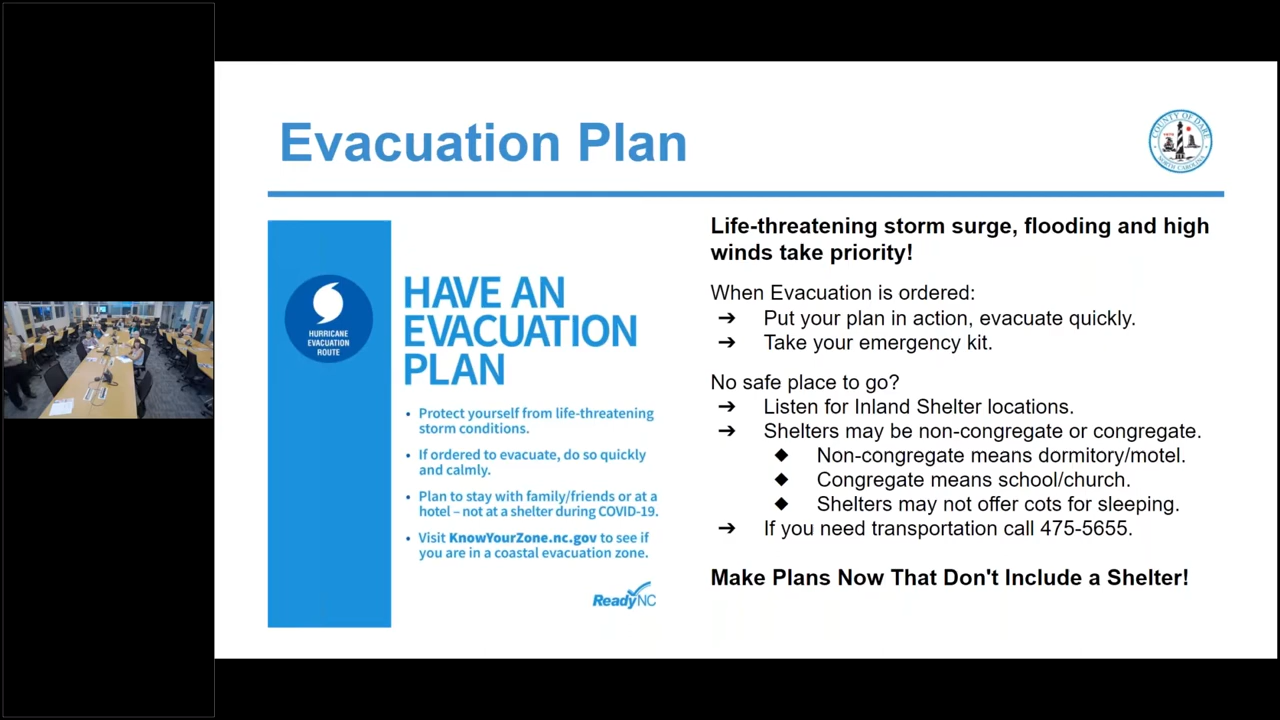 Evacuation Plan
COUNTY OF DARE
NORTH CAROLINA
HURRICANE
EVACUATION
ROUTE
HAVE AN
EVACUATION
PLAN
• Protect yourself from life-threatening
storm conditions.
• If ordered to evacuate, do so quickly
and calmly.
• Plan to stay with family/friends or at a
hotel – not at a shelter during COVID-19.
• Visit KnowYourZone.nc.gov to see if
you are in a coastal evacuation zone.
ReadyNC
Life-threatening storm surge, flooding and high
winds take priority!
When Evacuation is ordered:
➔ Put your plan in action, evacuate quickly.
➔ Take your emergency kit.
No safe place to go?
➔ Listen for Inland Shelter locations.
➔ Shelters may be non-congregate or congregate.
◆ Non-congregate means dormitory/motel.
◆ Congregate means school/church.
◆ Shelters may not offer cots for sleeping.
➔ If you need transportation call 475-5655.
Make Plans Now That Don't Include a Shelter!